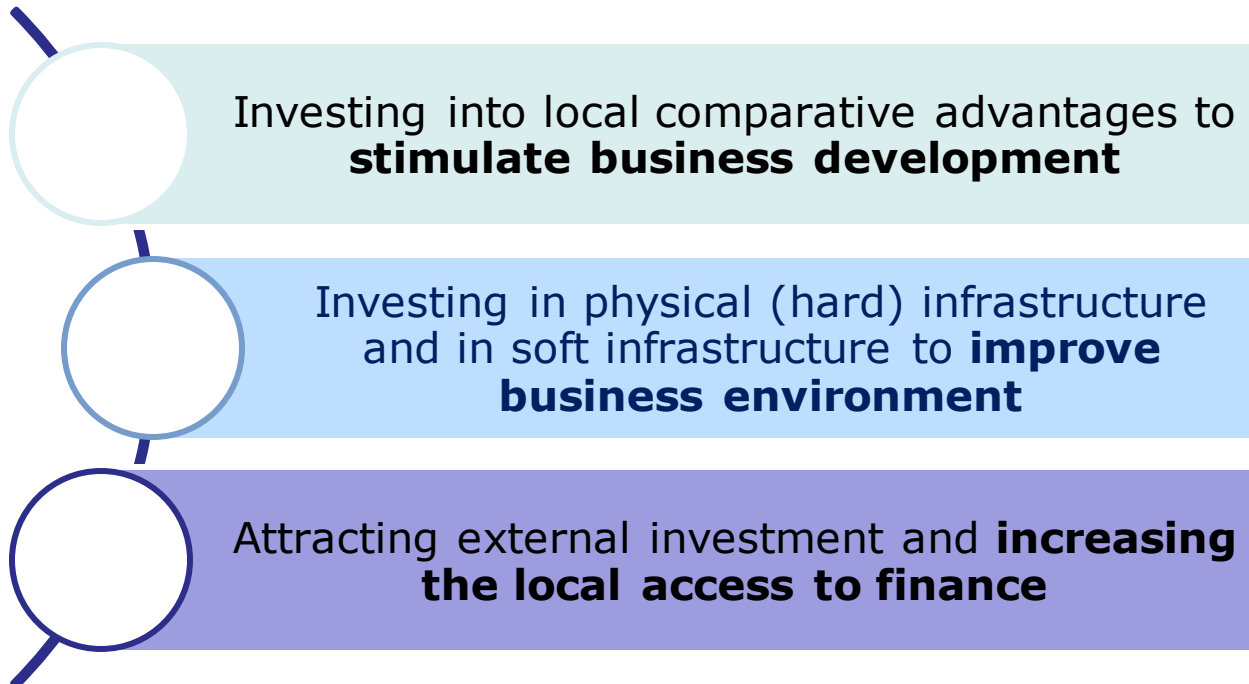 Investing into local comparative advantages to
stimulate business development
Investing in physical (hard) infrastructure
and in soft infrastructure to improve
business environment
Attracting external investment and increasing
the local access to finance